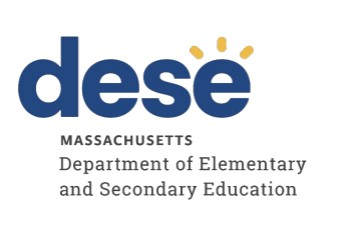 dese
MASSACHUSETTS
Department of Elementary
and Secondary Education